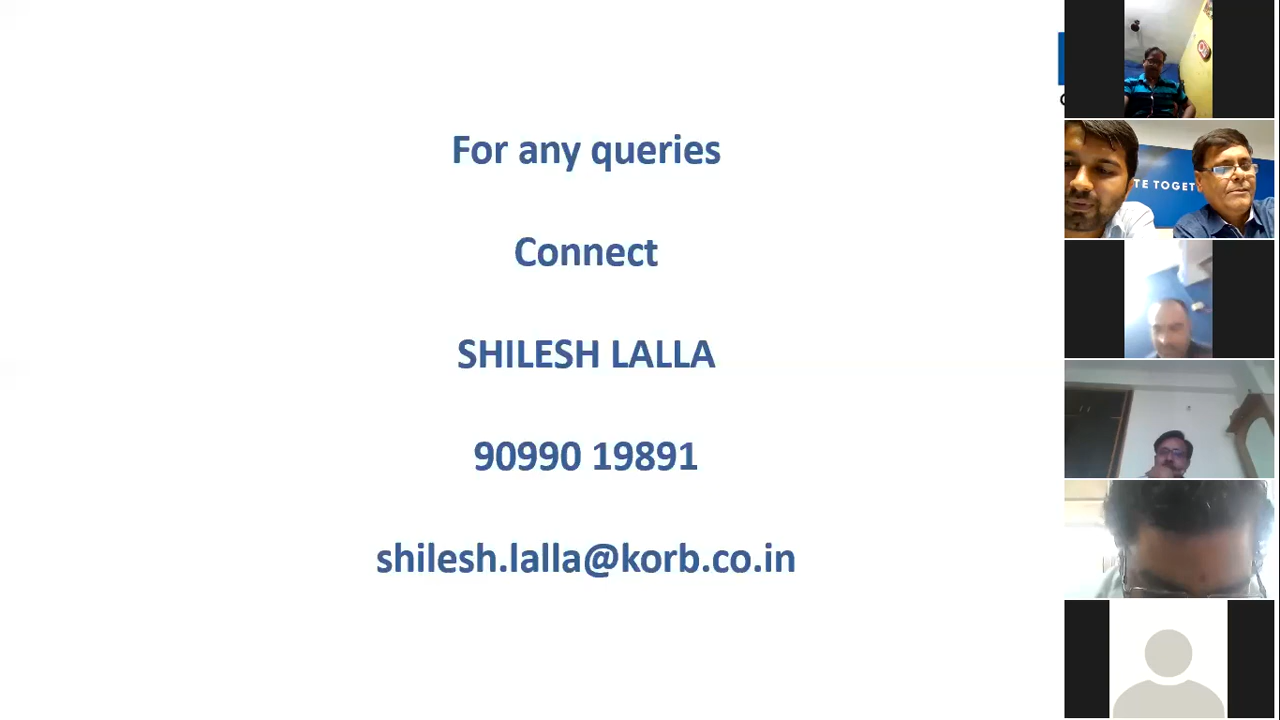 For any queries
Connect
SHILESH LALLA
90990 19891
shilesh.lalla@korb.co.in
TE TOGET